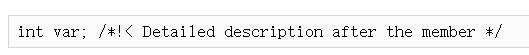 int var; /*!< Detailed description after the member */